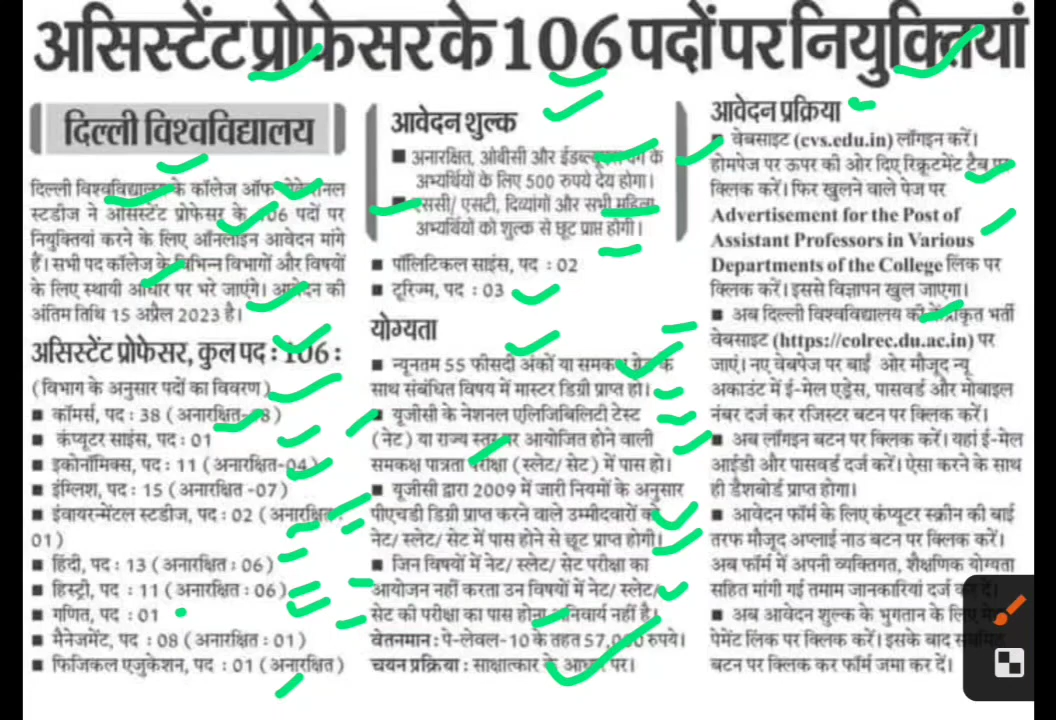 असिस्टेंट प्रोफेसर के 106 पदों पर नियुक्तियां
दिल्ली विश्वविद्यालय
दिल्ली विश्वविद्यालय के कॉलेज ऑफ
स्टडीज ने असिस्टेंट प्रोफेसर के 106 पदों पर
नियुक्तियां करने के लिए ऑनलाइन आवेदन मांगे
हैं। सभी पद कॉलेज के विभिन्न विभागों और विषयों
के लिए स्थायी आधार पर भरे जाएंगे। आवेदन की
अंतिम तिथि 15 अप्रैल 2023 है।
असिस्टेंट प्रोफेसर, कुल पद : 106 :
(विभाग के अनुसार पदों का विवरण)
■ कॉमर्स, पद : 38 (अनारक्षित-
■ कंप्यूटर साइंस, पद : 01
■ इकोनॉमिक्स, पद : 11 (अनारक्षित-04)
■ इंग्लिश, पद : 15 (अनारक्षित -07)
■ इंवायरन्मेंटल स्टडीज, पद : 02 (अनारक्षित :
01)
■ हिंदी, पद : 13 (अनारक्षित : 06)
■ हिस्ट्री, पद : 11 (अनारक्षित : 06)
■ गणित, पद : 01
■ मैनेजमेंट, पद : 08 (अनारक्षित : 01)
■ फिजिकल एजुकेशन, पद : 01 (अनारक्षित)
आवेदन शुल्क
■ अनारक्षित, ओबीसी और ईडब्ल्यूएस वर्ग के
अभ्यर्थियों के लिए 500 रुपये देय होगा।
■ एससी/ एसटी, दिव्यांगों और सभी महिला
अभ्यर्थियों को शुल्क से छूट प्राप्त होगी।
■ पॉलिटिकल साइंस, पद : 02
■ टूरिज्म, पद : 03
योग्यता
■ न्यूनतम 55 फीसदी अंकों या समकक्ष ग्रेड के
साथ संबंधित विषय में मास्टर डिग्री प्राप्त हो।
■ यूजीसी के नेशनल एलिजिबिलिटी टेस्ट
(नेट) या राज्य स्तर पर आयोजित होने वाली
समकक्ष पात्रता परीक्षा (स्लेट/ सेट) में पास हो।
■ यूजीसी द्वारा 2009 में जारी नियमों के अनुसार
पीएचडी डिग्री प्राप्त करने वाले उम्मीदवारों को
नेट/ स्लेट/ सेट में पास होने से छूट प्राप्त होगी।
■ जिन विषयों में नेट/ स्लेट/ सेट परीक्षा का
आयोजन नहीं करता उन विषयों में नेट/ स्लेट/
सेट की परीक्षा का पास होना अनिवार्य नहीं है।
वेतनमान : पे-लेवल-10 के तहत 57,000 रुपये।
चयन प्रक्रिया : साक्षात्कार के आधार पर।
आवेदन प्रक्रिया
■ वेबसाइट (cvs.edu.in) लॉगइन करें।
होमपेज पर ऊपर की ओर दिए रिक्रूटमेंट टैब पर
क्लिक करें। फिर खुलने वाले पेज पर
Advertisement for the Post of
Assistant Professors in Various
Departments of the College लिंक पर
क्लिक करें। इससे विज्ञापन खुल जाएगा।
■ अब दिल्ली विश्वविद्यालय की केंद्रीकृत भर्ती
वेबसाइट (https://colrec.du.ac.in) पर
जाएं। नए वेबपेज पर बाईं ओर मौजूद न्यू
अकाउंट में ई-मेल एड्रेस, पासवर्ड और मोबाइल
नंबर दर्ज कर रजिस्टर बटन पर क्लिक करें।
■ अब लॉगइन बटन पर क्लिक करें। यहां ई-मेल
आईडी और पासवर्ड दर्ज करें। ऐसा करने के साथ
ही डैशबोर्ड प्राप्त होगा।
■ आवेदन फॉर्म के लिए कंप्यूटर स्क्रीन की बाईं
तरफ मौजूद अप्लाई नाउ बटन पर क्लिक करें।
अब फॉर्म में अपनी व्यक्तिगत, शैक्षणिक योग्यता
सहित मांगी गई तमाम जानकारियां दर्ज कर दें।
■ अब आवेदन शुल्क के भुगतान के लिए
पेमेंट लिंक पर क्लिक करें। इसके बाद सबमिट
बटन पर क्लिक कर फॉर्म जमा कर दें।